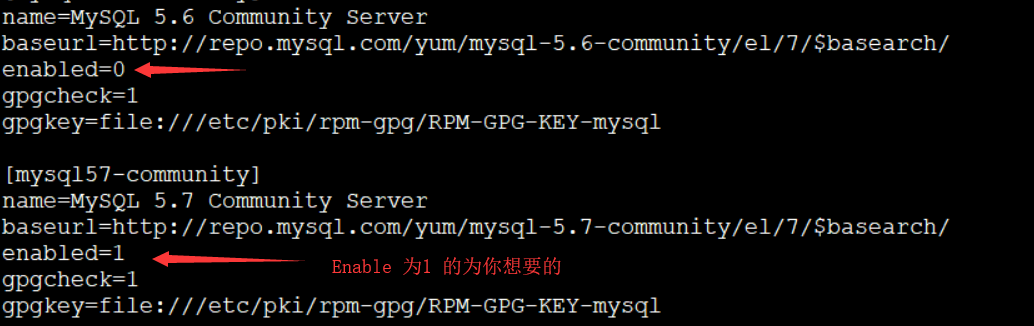 name=MySQL 5.6 Community Server
baseurl=http://repo.mysql.com/yum/mysql-5.6-community/el/7/$basearch/
enabled=0
gpgcheck=1
gpgkey=file:///etc/pki/rpm-gpg/RPM-GPG-KEY-mysql
[mysql57-community]
name=MySQL 5.7 Community Server
baseurl=http://repo.mysql.com/yum/mysql-5.7-community/el/7/$basearch/
enabled=1
Enable 为1 的为你想要的
gpgcheck=1
gpgkey=file:///etc/pki/rpm-gpg/RPM-GPG-KEY-mysql